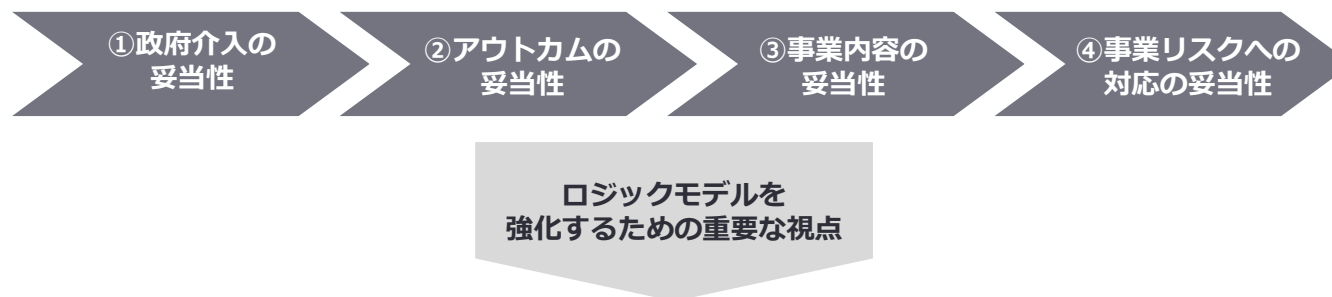 ①政府介入の
妥当性
②アウトカムの
妥当性
③事業内容の
妥当性
④事業リスクへの
対応の妥当性
ロジックモデルを
強化するための重要な視点